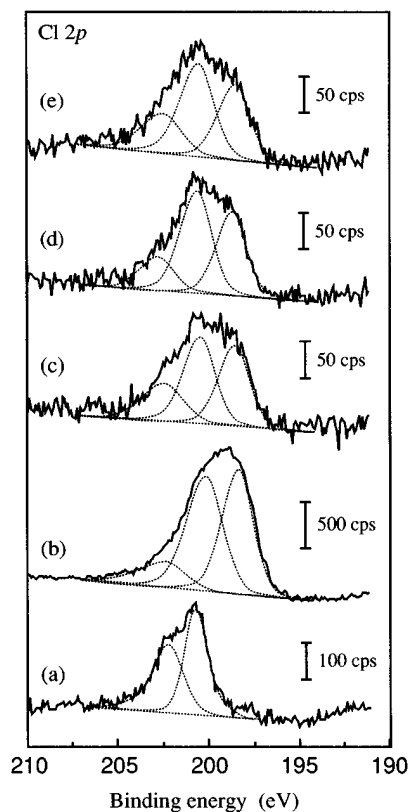 Cl 2p
(e)
50 cps
(d)
50 cps
(c)
50 cps
(b)
500 cps
(a)
100 cps
210 205 200 195 190
Binding energy (eV)